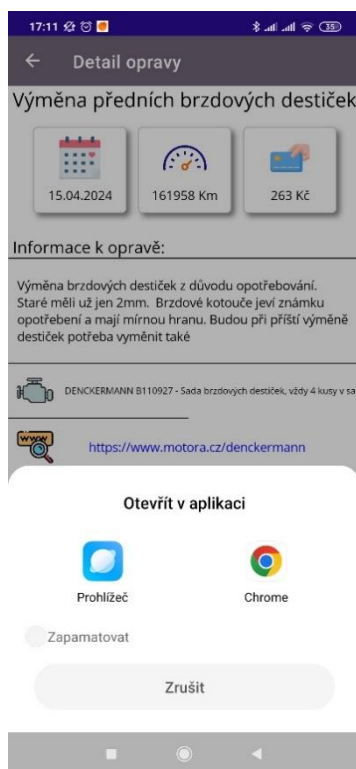 17:11
35
Detail opravy
Výměna předních brzdových destiček
15.04.2024
161958 Km
263 Kč
Informace k opravě:
Výměna brzdových destiček z důvodu opotřebování.
Staré měli už jen 2mm. Brzdové kotouče jeví známku
opotřebení a mají mírnou hranu. Budou při příští výměně
destiček potřeba vyměnit také
DENCKERMANN B110927 - Sada brzdových destiček, vždy 4 kusy v sa
www
https://www.motora.cz/denckermann
Otevřít v aplikaci
Prohlížeč
Chrome
Zapamatovat
Zrušit